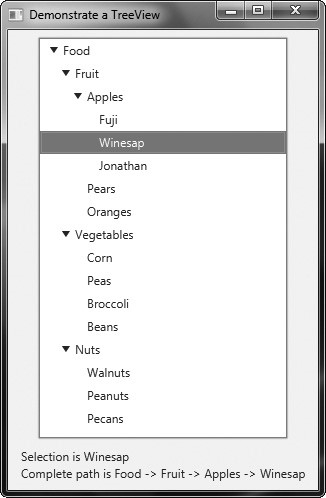 Demonstrate a TreeView
Food
Fruit
Apples
Fuji
Winesap
Jonathan
Pears
Oranges
Vegetables
Corn
Peas
Broccoli
Beans
Nuts
Walnuts
Peanuts
Pecans
Selection is Winesap
Complete path is Food -> Fruit -> Apples -> Winesap